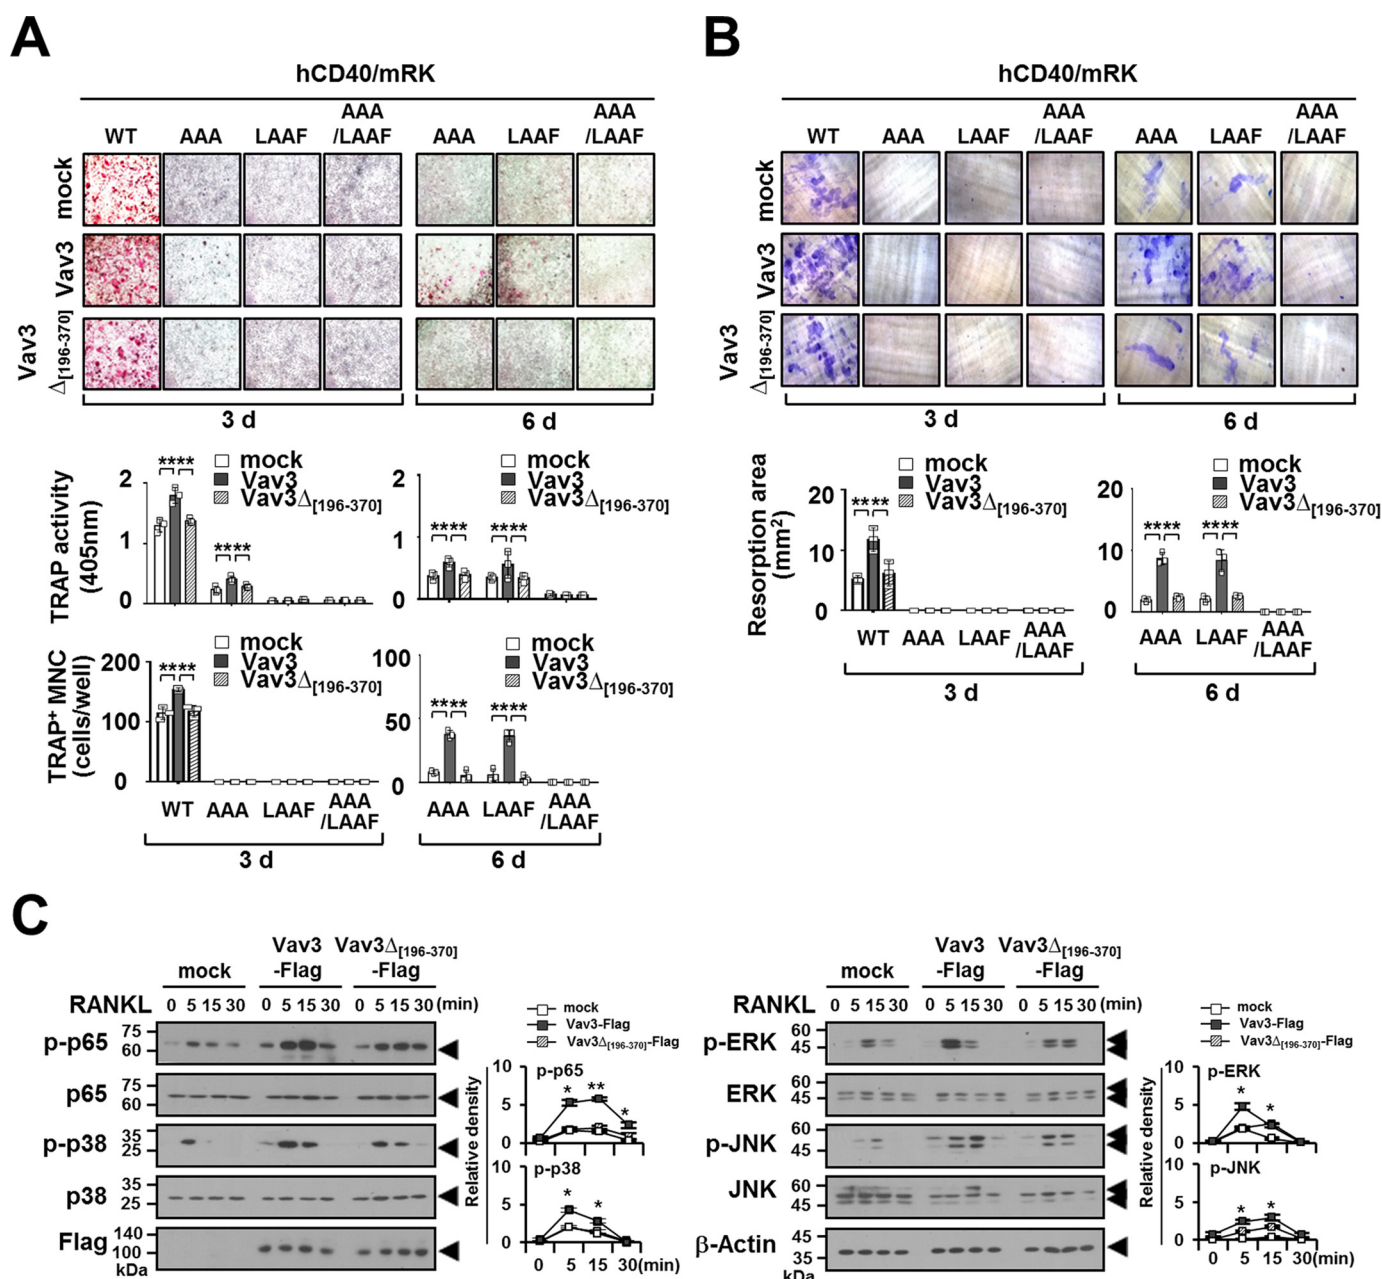 A
hCD40/mRK
WT AAA LAAF AAA /LAAF AAA LAAF AAA /LAAF
mock
Vav3
Vav3 Δ[196-370]
3 d 6 d
TRAP activity (405nm)
2 1 0
**** ****
mock
Vav3
Vav3Δ[196-370]
2 1 0
**** ****
mock
Vav3
Vav3Δ[196-370]
TRAP+ MNC (cells/well)
200 100 0
****
mock
Vav3
Vav3Δ[196-370]
100 50 0
**** ****
mock
Vav3
Vav3Δ[196-370]
WT AAA LAAF AAA /LAAF AAA LAAF AAA /LAAF
3 d 6 d
B
hCD40/mRK
WT AAA LAAF AAA /LAAF AAA LAAF AAA /LAAF
mock
Vav3
Vav3 Δ[196-370]
3 d 6 d
Resorption area (mm2)
20 10 0
****
mock
Vav3
Vav3Δ[196-370]
20 10 0
**** ****
mock
Vav3
Vav3Δ[196-370]
WT AAA LAAF AAA /LAAF AAA LAAF AAA /LAAF
3 d 6 d
C
mock Vav3 -Flag Vav3Δ[196-370] -Flag
RANKL 0 5 15 30 0 5 15 30 0 5 15 30 (min)
p-p65 75 60
p65 75 60
p-p38 35 25
p38 35 25
Flag 140 100
kDa
mock
Vav3-Flag
Vav3Δ[196-370]-Flag
Relative density
p-p65
10 5 0
* ** *
p-p38
10 5 0
* *
0 5 15 30(min)
mock Vav3 -Flag Vav3Δ[196-370] -Flag
RANKL 0 5 15 30 0 5 15 30 0 5 15 30 (min)
p-ERK 60 45
ERK 60 45
p-JNK 60 45
JNK 60 45
β-Actin 45 35
kDa
mock
Vav3-Flag
Vav3Δ[196-370]-Flag
Relative density
p-ERK
10 5 0
* *
p-JNK
10 5 0
* *
0 5 15 30(min)